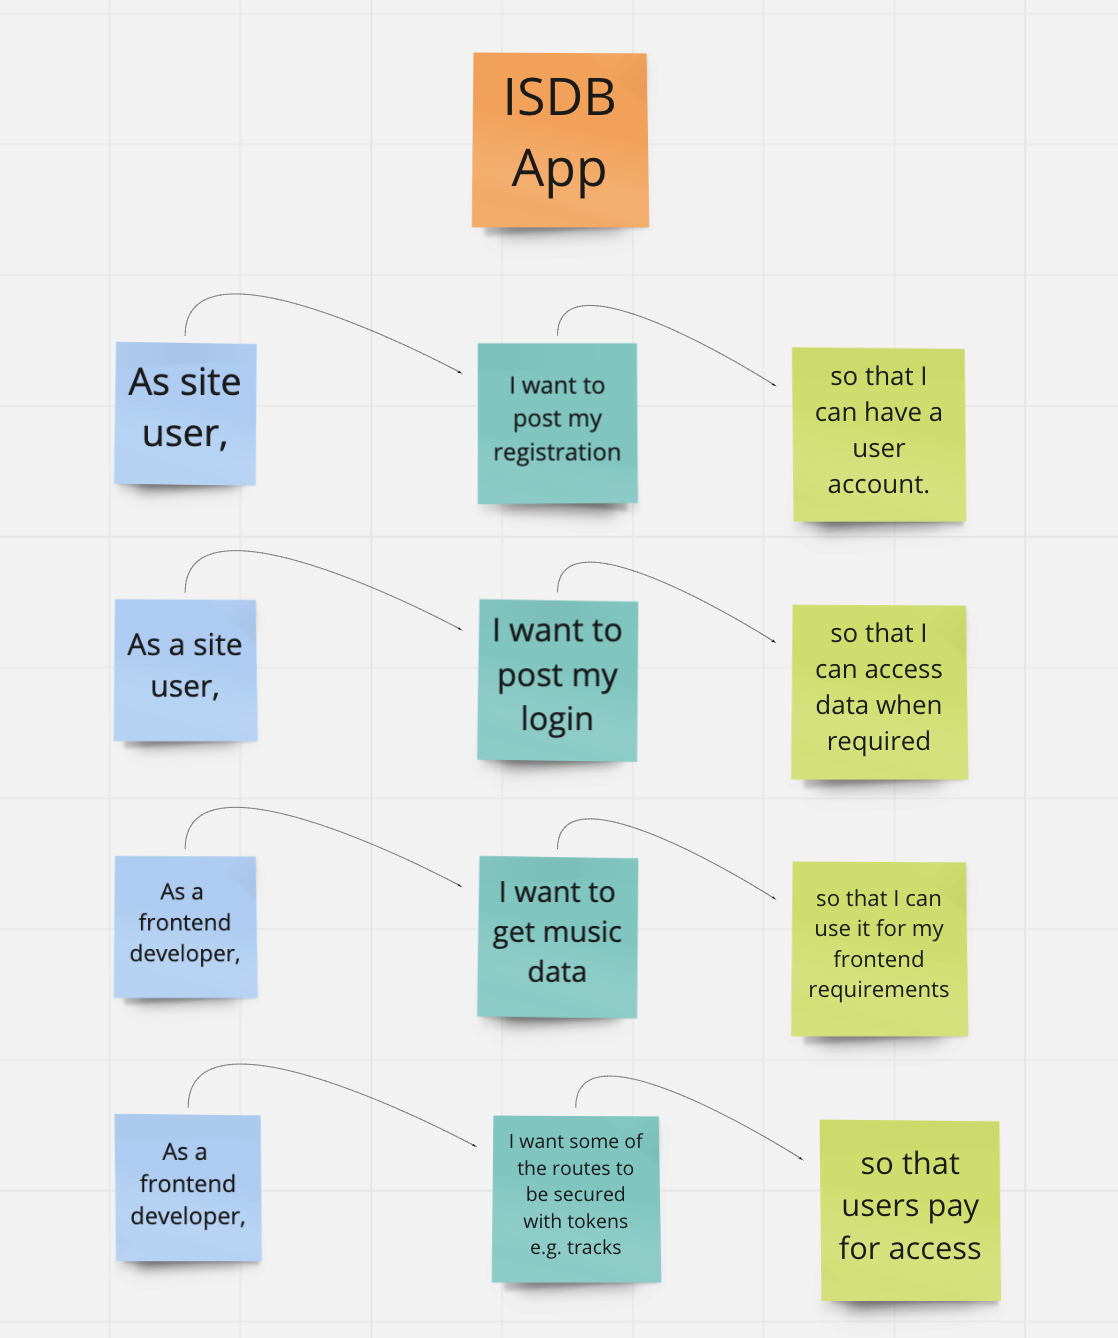 ISDB
App
As site
user,
I want to
post my
registration
so that I
can have a
user
account.
As a site
user,
I want to
post my
login
so that I
can access
data when
required
As a
frontend
developer,
I want to
get music
data
so that I can
use it for my
frontend
requirements
As a
frontend
developer,
I want some of
the routes to
be secured
with tokens
e.g. tracks
so that
users pay
for access